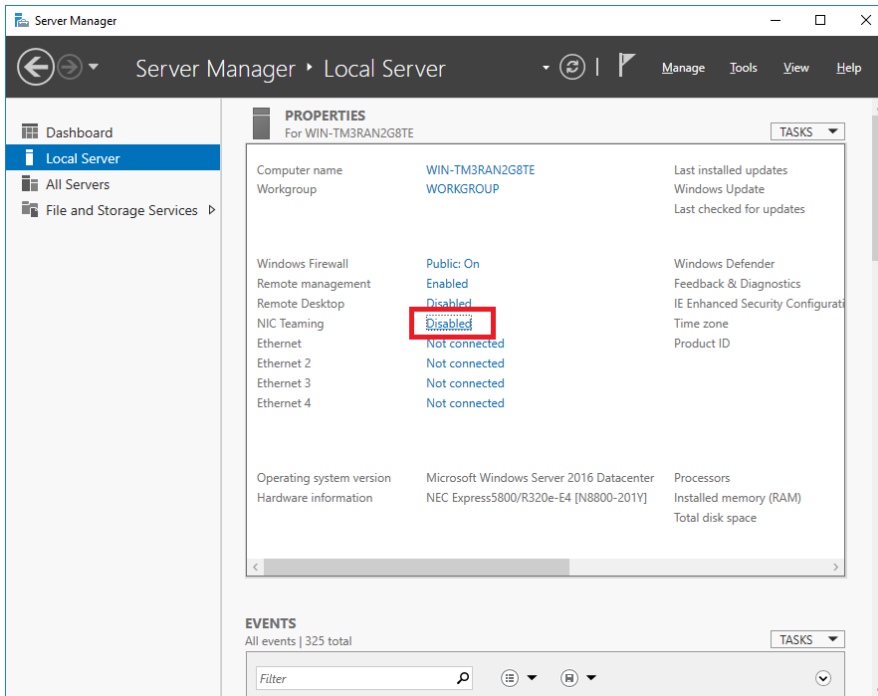 Server Manager
Server Manager ‣ Local Server
Manage Tools View Help
Dashboard
Local Server
All Servers
File and Storage Services
PROPERTIES
For WIN-TM3RAN2G8TE
TASKS
Computer name WIN-TM3RAN2G8TE Last installed updates
Workgroup WORKGROUP Windows Update
Last checked for updates
Windows Firewall Public: On Windows Defender
Remote management Enabled Feedback & Diagnostics
Remote Desktop Disabled IE Enhanced Security Configurati
NIC Teaming Disabled Time zone
Ethernet Not connected Product ID
Ethernet 2 Not connected
Ethernet 3 Not connected
Ethernet 4 Not connected
Operating system version Microsoft Windows Server 2016 Datacenter Processors
Hardware information NEC Express5800/R320e-E4 [N8800-201Y] Installed memory (RAM)
Total disk space
EVENTS
All events | 325 total
TASKS
Filter